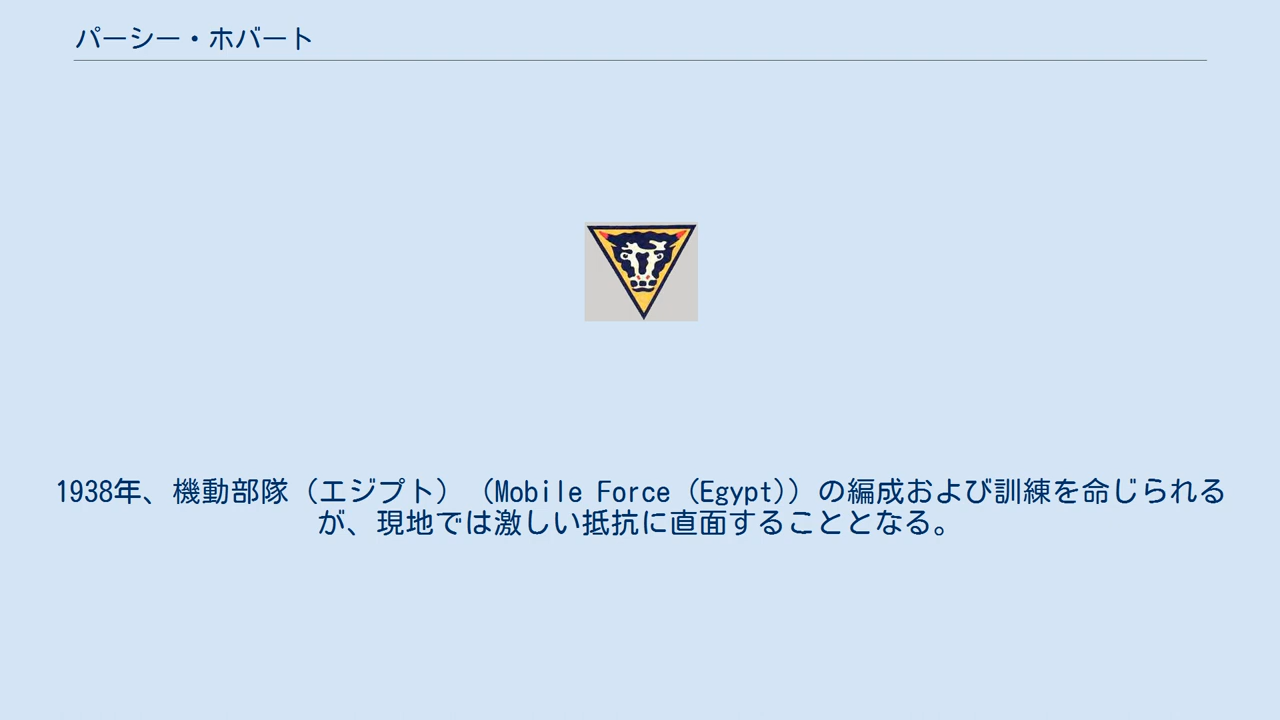 パーシー・ホバート
1938年、機動部隊（エジプト）（Mobile Force (Egypt)）の編成および訓練を命じられる
が、現地では激しい抵抗に直面することとなる。